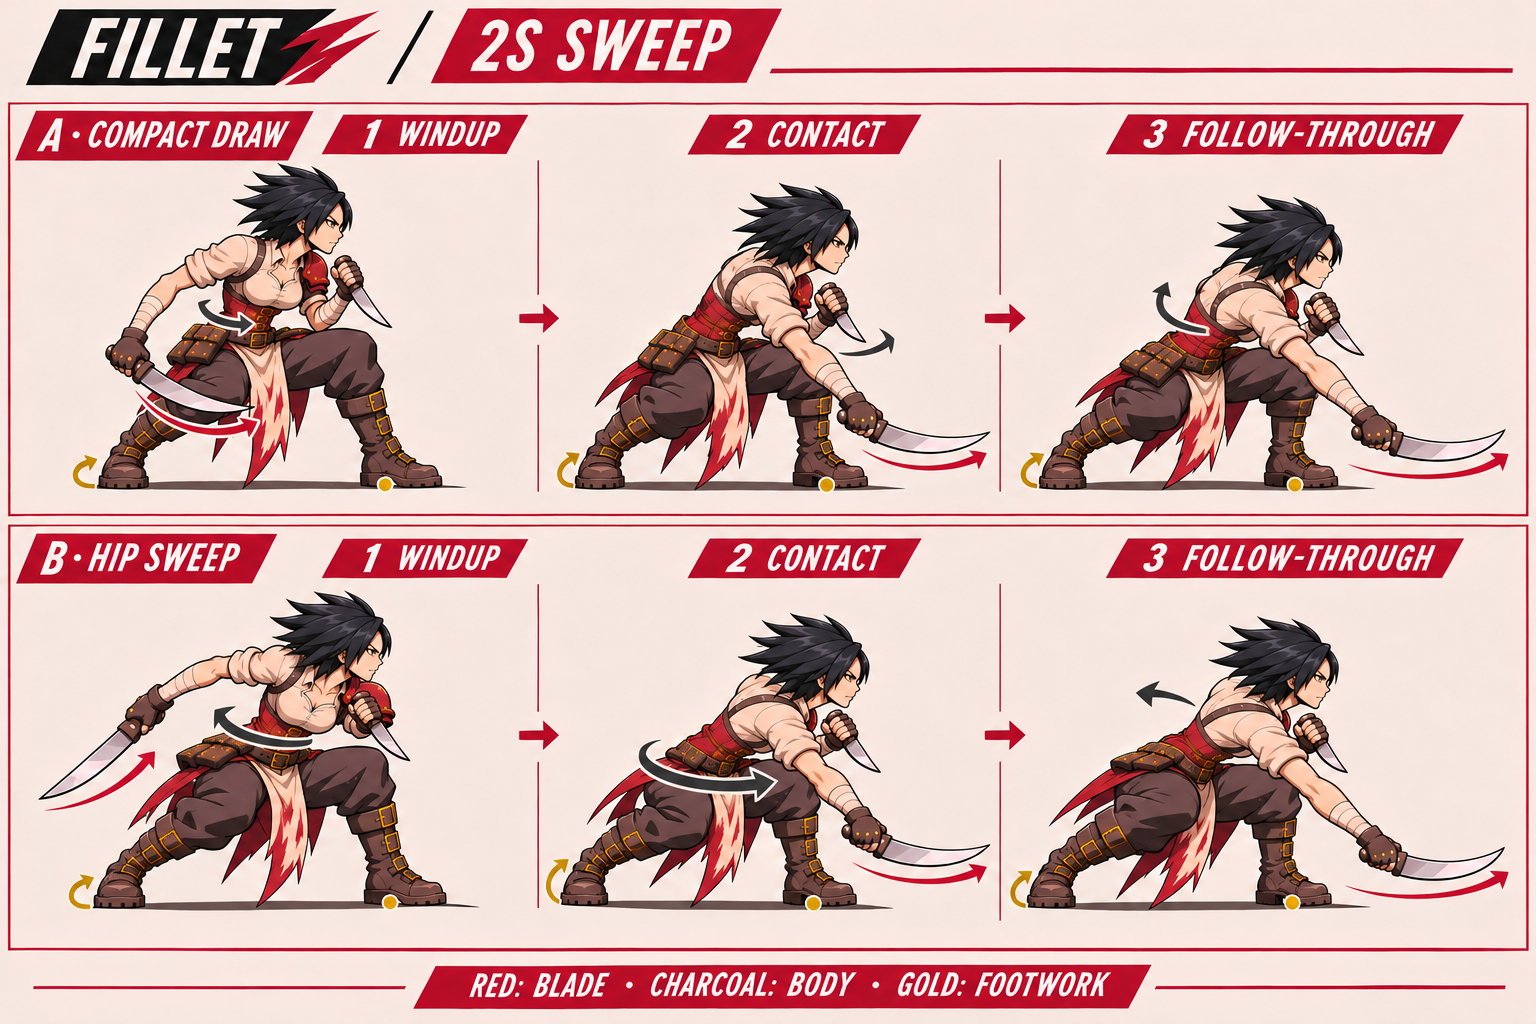 FILLET / 2S SWEEP
A • COMPACT DRAW
1 WINDUP
2 CONTACT
3 FOLLOW-THROUGH
B • HIP SWEEP
1 WINDUP
2 CONTACT
3 FOLLOW-THROUGH
RED: BLADE • CHARCOAL: BODY • GOLD: FOOTWORK